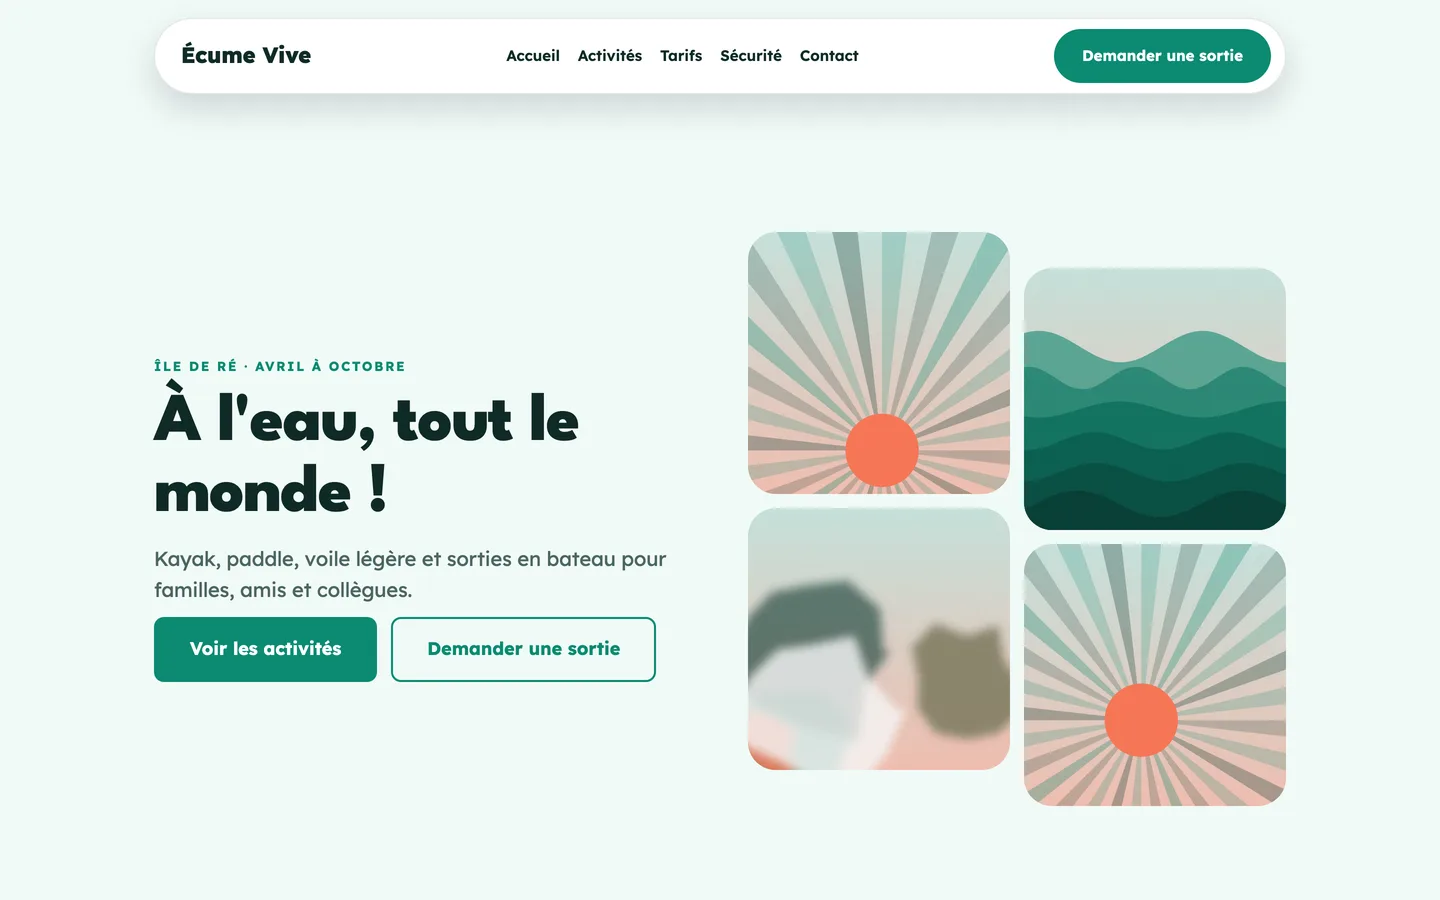 Écume Vive
Accueil Activités Tarifs Sécurité Contact
Demander une sortie
ÎLE DE RÉ · AVRIL À OCTOBRE
À l'eau, tout le
monde !
Kayak, paddle, voile légère et sorties en bateau pour
familles, amis et collègues.
Voir les activités
Demander une sortie